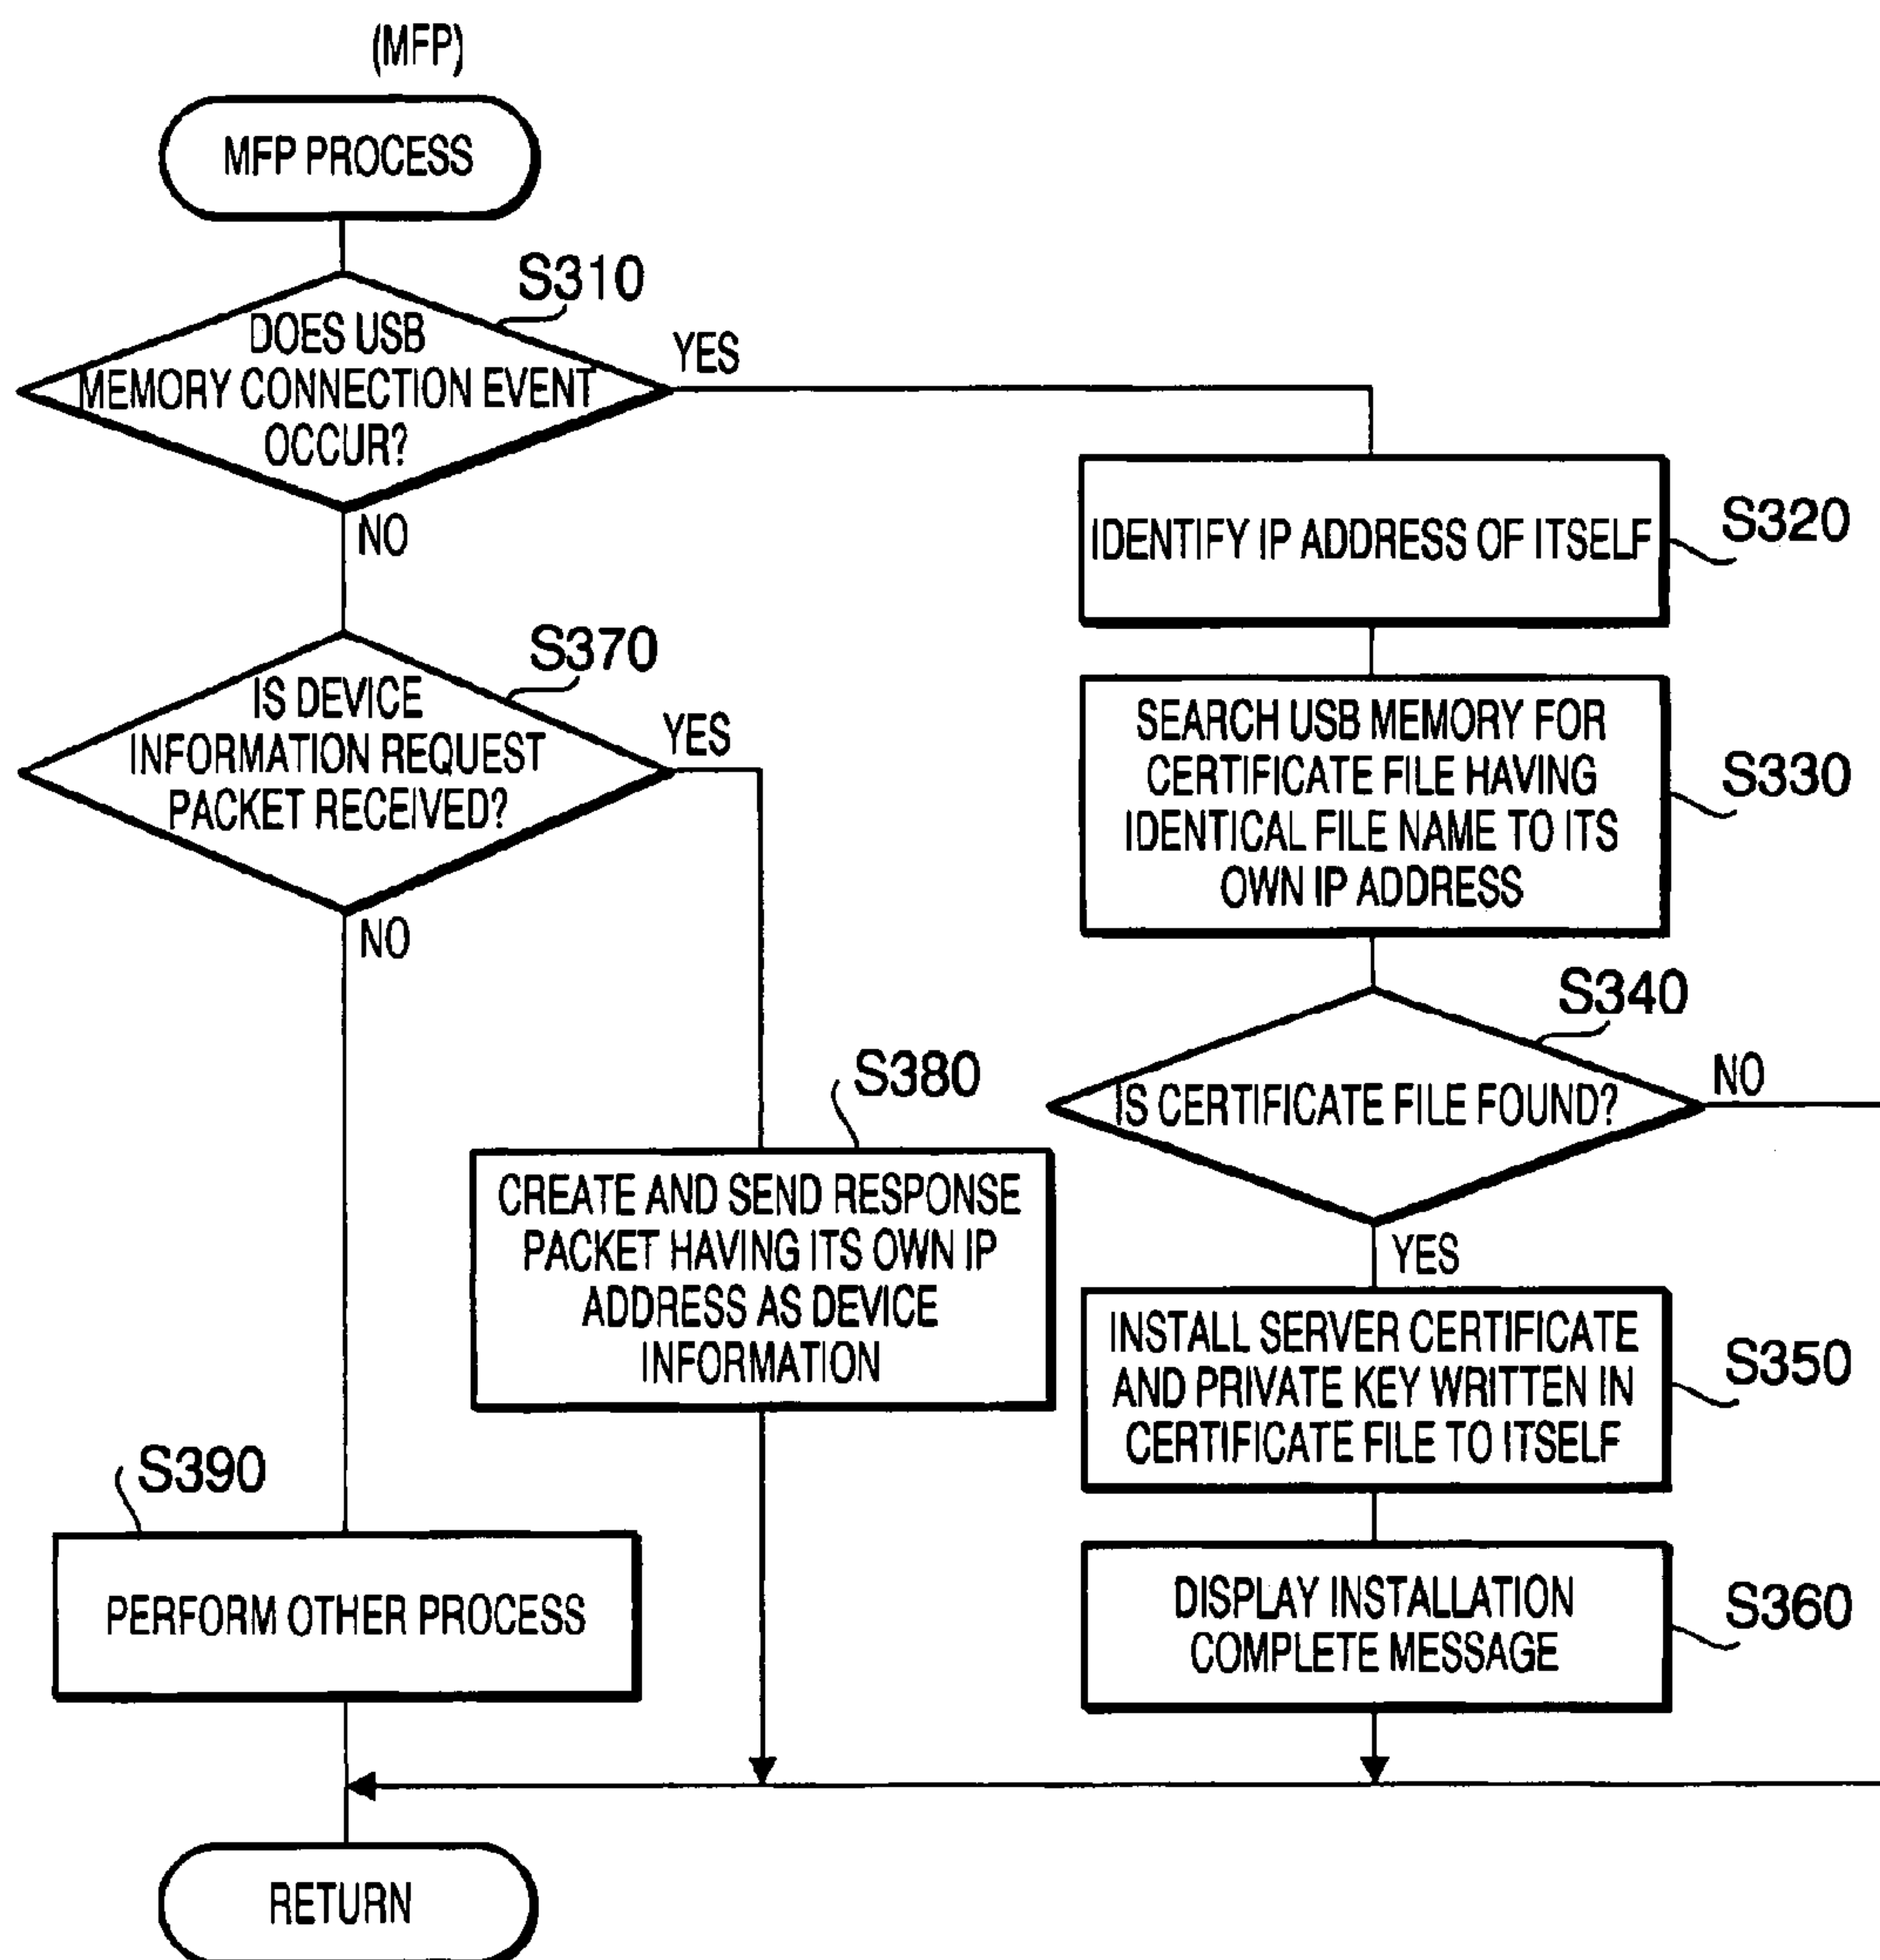 (MFP)
MFP PROCESS
S310
DOES USB
MEMORY CONNECTION EVENT
OCCUR?
YES
NO
IDENTIFY IP ADDRESS OF ITSELF
S320
S370
IS DEVICE
INFORMATION REQUEST
PACKET RECEIVED?
YES
NO
SEARCH USB MEMORY FOR
CERTIFICATE FILE HAVING
IDENTICAL FILE NAME TO ITS
OWN IP ADDRESS
S330
S340
IS CERTIFICATE FILE FOUND?
NO
YES
S380
CREATE AND SEND RESPONSE
PACKET HAVING ITS OWN IP
ADDRESS AS DEVICE
INFORMATION
INSTALL SERVER CERTIFICATE
AND PRIVATE KEY WRITTEN IN
CERTIFICATE FILE TO ITSELF
S350
S390
PERFORM OTHER PROCESS
DISPLAY INSTALLATION
COMPLETE MESSAGE
S360
RETURN